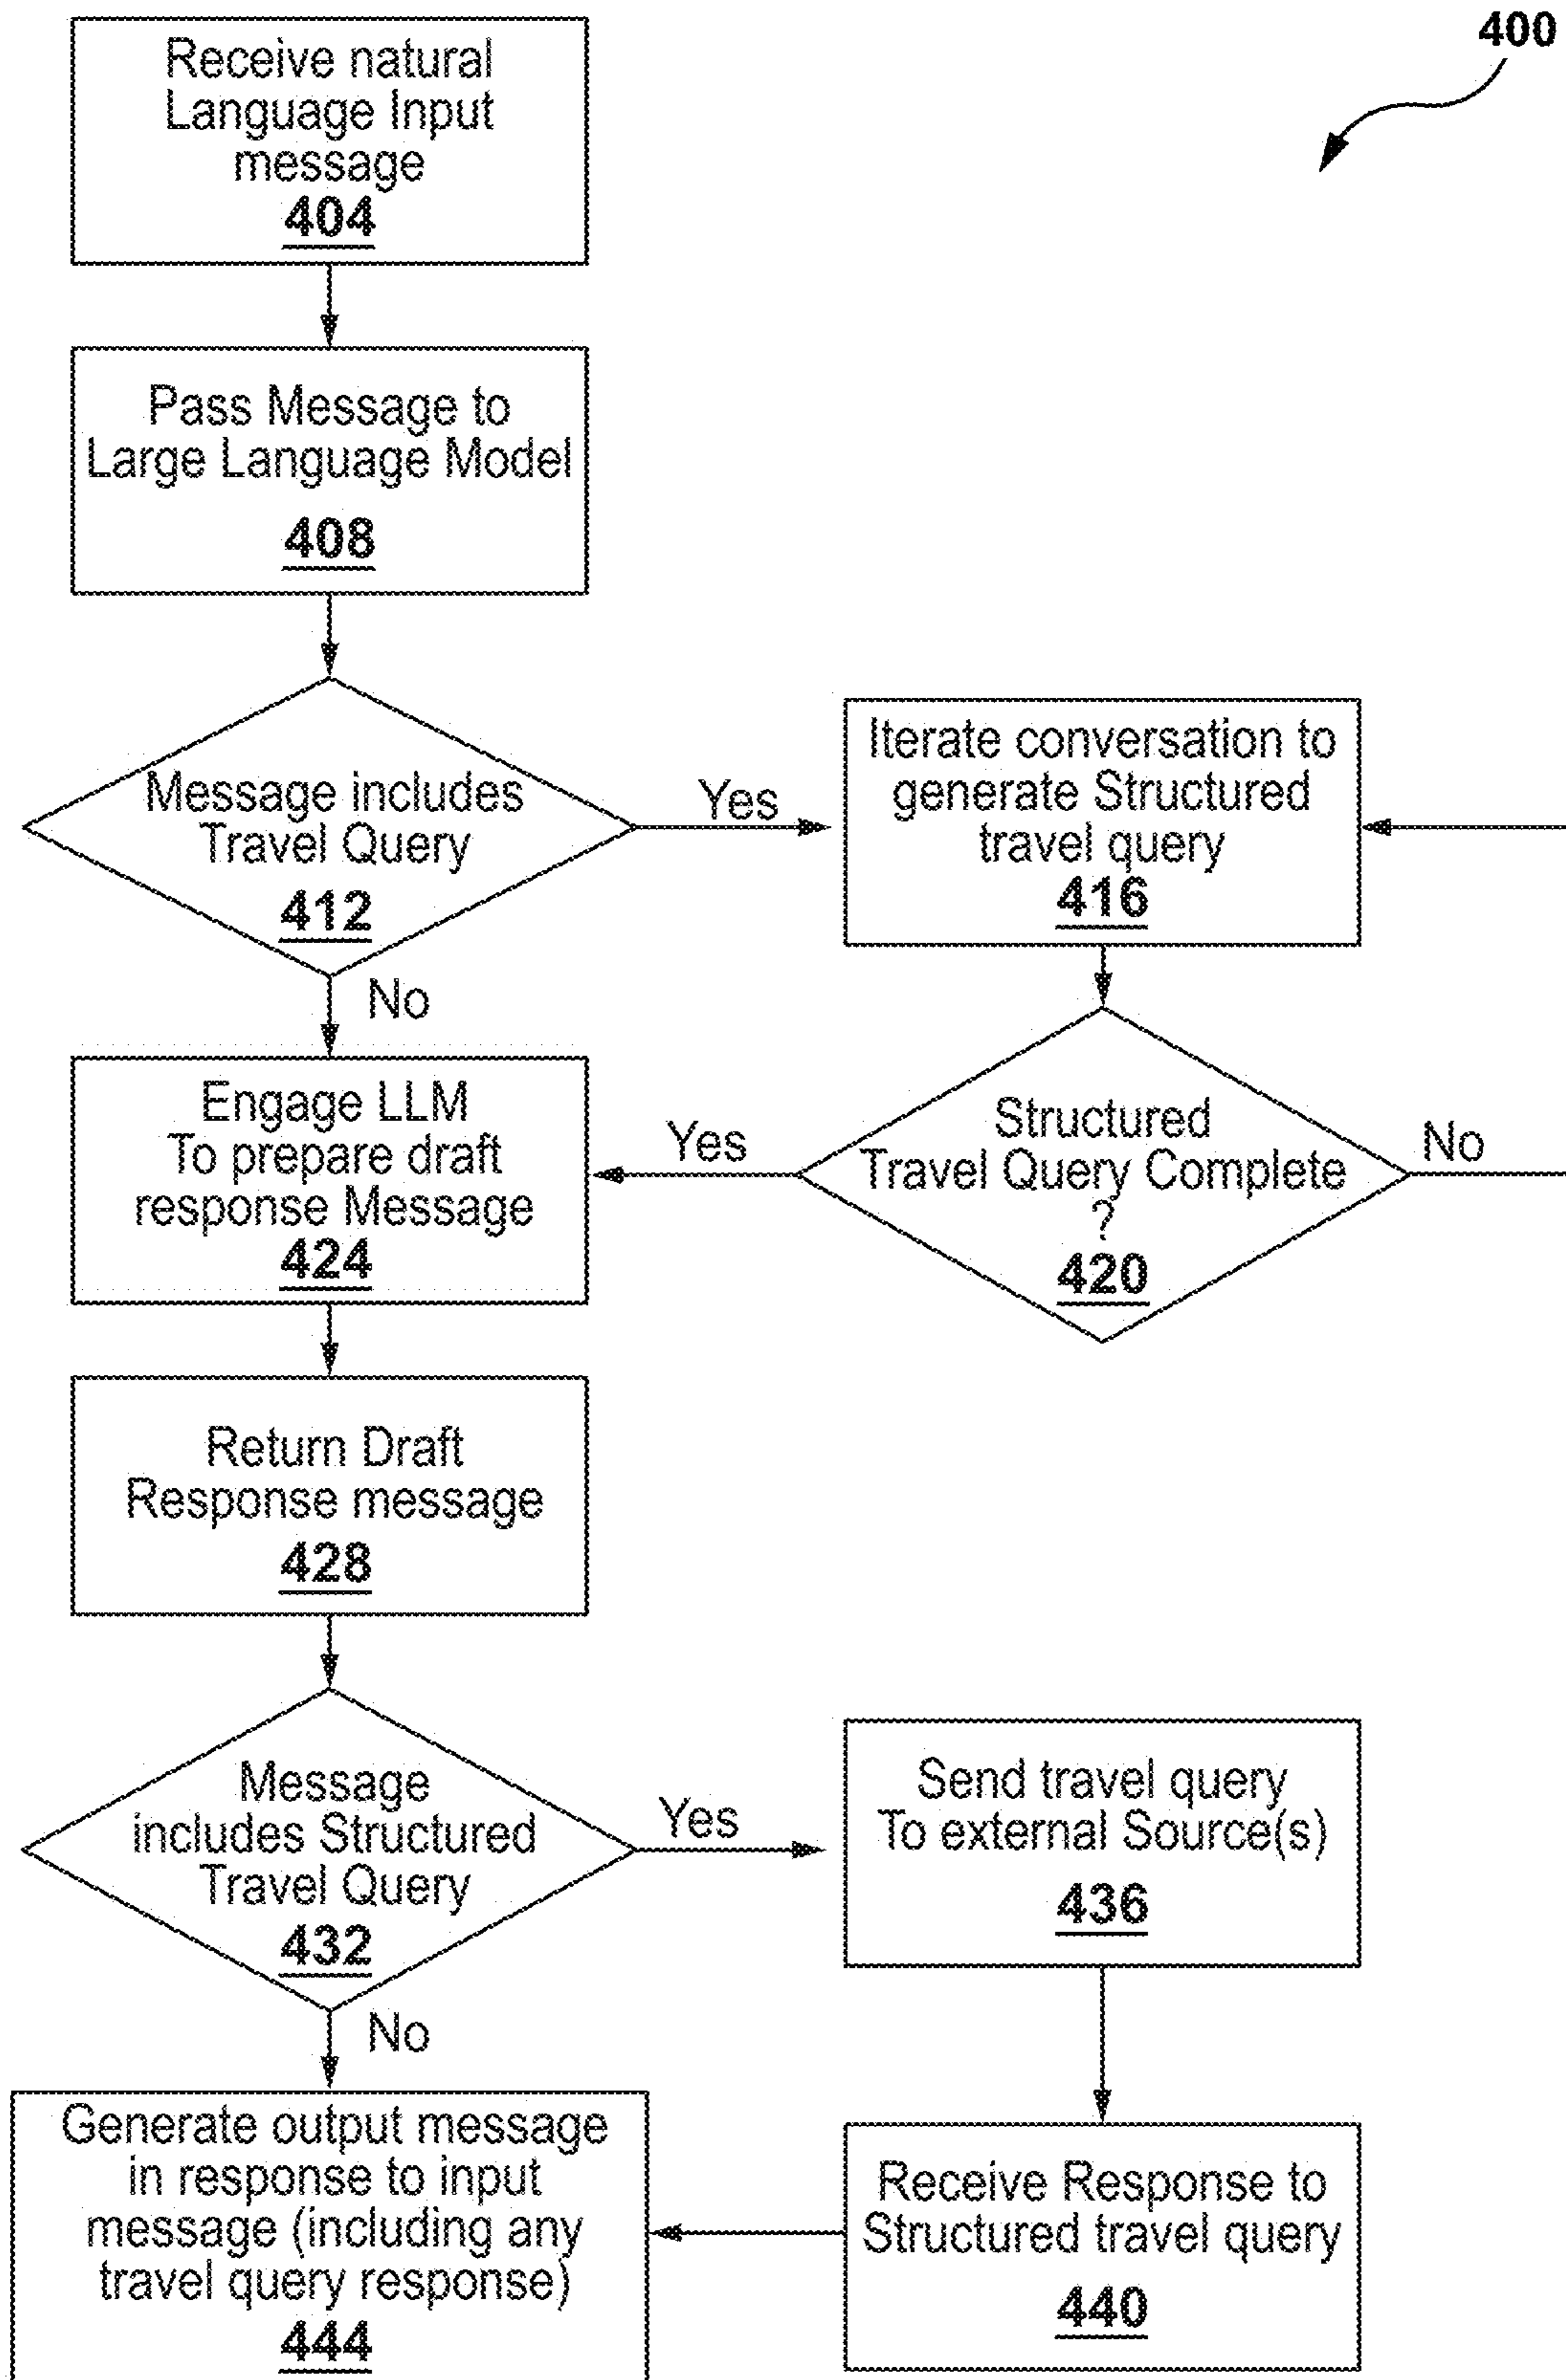 400
Receive natural
Language Input
message
404
Pass Message to
Large Language Model
408
Message includes
Travel Query
412
Yes
No
Iterate conversation to
generate Structured
travel query
416
Structured
Travel Query Complete
?
420
Yes
No
Engage LLM
To prepare draft
response Message
424
Return Draft
Response message
428
Message
includes Structured
Travel Query
432
Yes
No
Send travel query
To external Source(s)
436
Receive Response to
Structured travel query
440
Generate output message
in response to input
message (including any
travel query response)
444